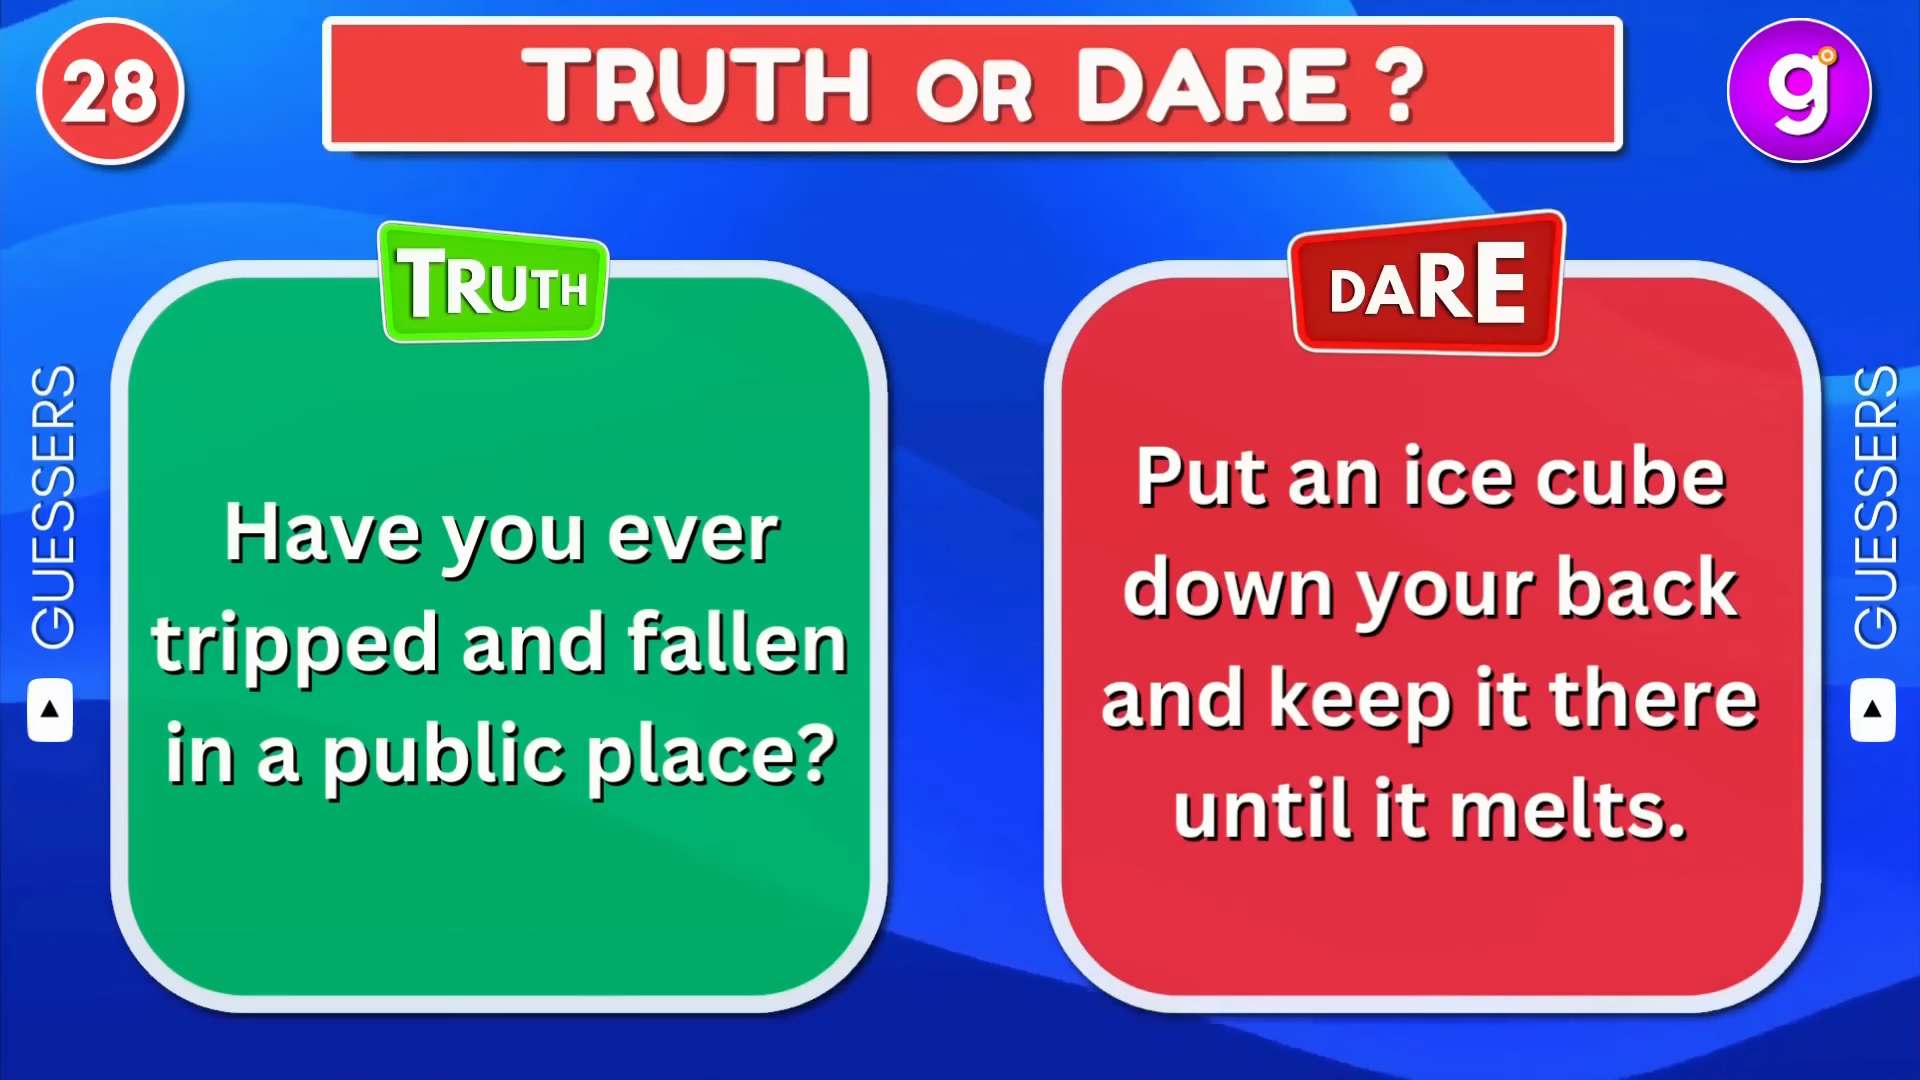 28
TRUTH OR DARE ?
g
TRUTH
Have you ever
tripped and fallen
in a public place?
DARE
Put an ice cube
down your back
and keep it there
until it melts.
GUESSERS
GUESSERS